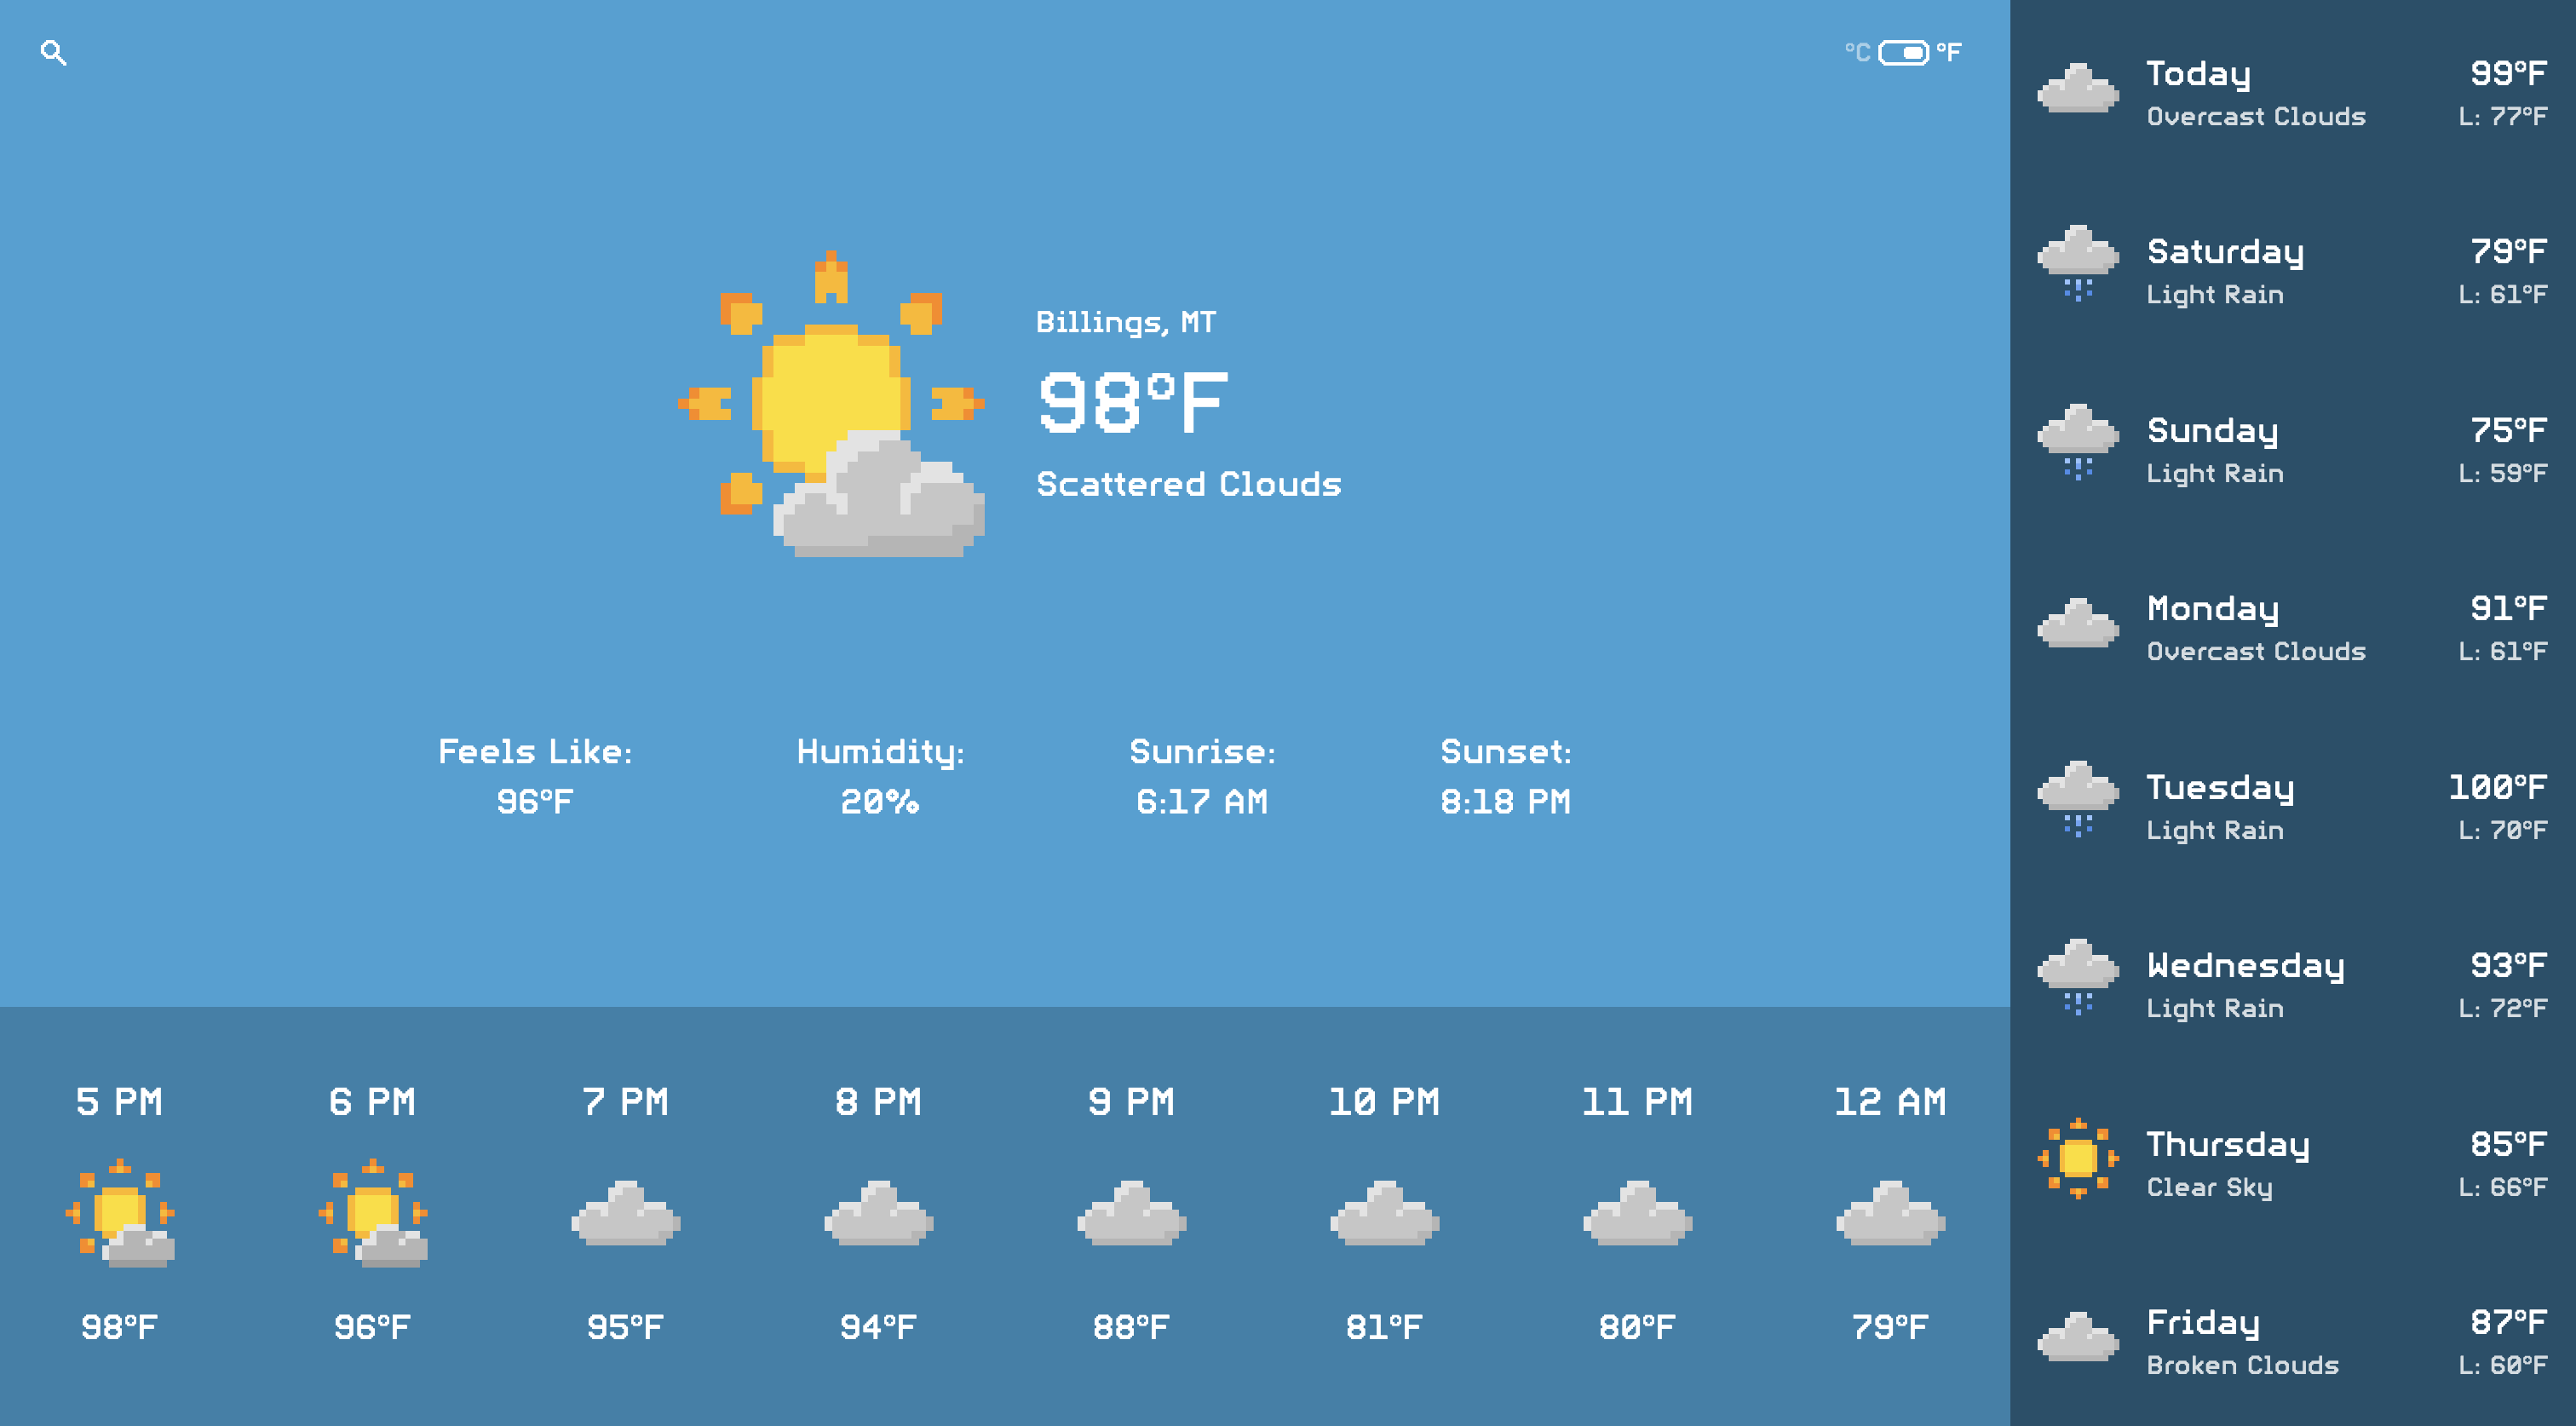 °C °F
Billings, MT
98°F
Scattered Clouds
Feels Like:
96°F
Humidity:
20%
Sunrise:
6:17 AM
Sunset:
8:18 PM
5 PM
98°F
6 PM
96°F
7 PM
95°F
8 PM
94°F
9 PM
88°F
10 PM
81°F
11 PM
80°F
12 AM
79°F
Today 99°F
Overcast Clouds L: 77°F
Saturday 79°F
Light Rain L: 61°F
Sunday 75°F
Light Rain L: 59°F
Monday 91°F
Overcast Clouds L: 61°F
Tuesday 100°F
Light Rain L: 70°F
Wednesday 93°F
Light Rain L: 72°F
Thursday 85°F
Clear Sky L: 66°F
Friday 87°F
Broken Clouds L: 60°F